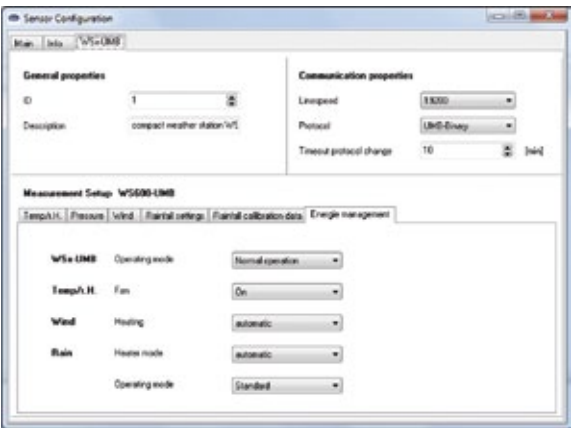 Sensor Configuration
Main Info WSx-UMB
General properties
ID 1
Description compact weather station WS
Communication properties
Linespeed 19200
Protocol UMB-Binary
Timeout protocol change 10 [min]
Measurement Setup WS600-UMB
Temp/r.H. Pressure Wind Rainfall settings Rainfall calibration data Energie management
WSx-UMB Operating mode Normal operation
Temp/r.H. Fan On
Wind Heating automatic
Rain Heater mode automatic
Operating mode Standard